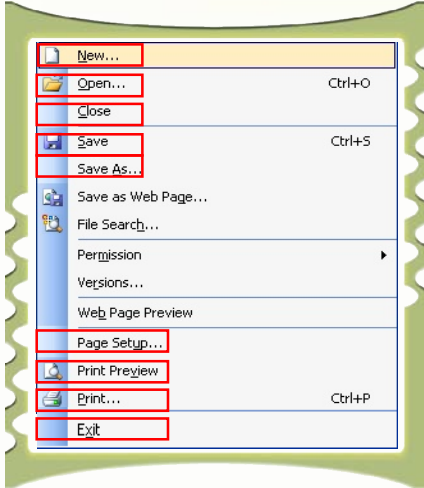 New...
Open... Ctrl+O
Close
Save Ctrl+S
Save As...
Save as Web Page...
File Search...
Permission
Versions...
Web Page Preview
Page Setup...
Print Preview
Print... Ctrl+P
Exit